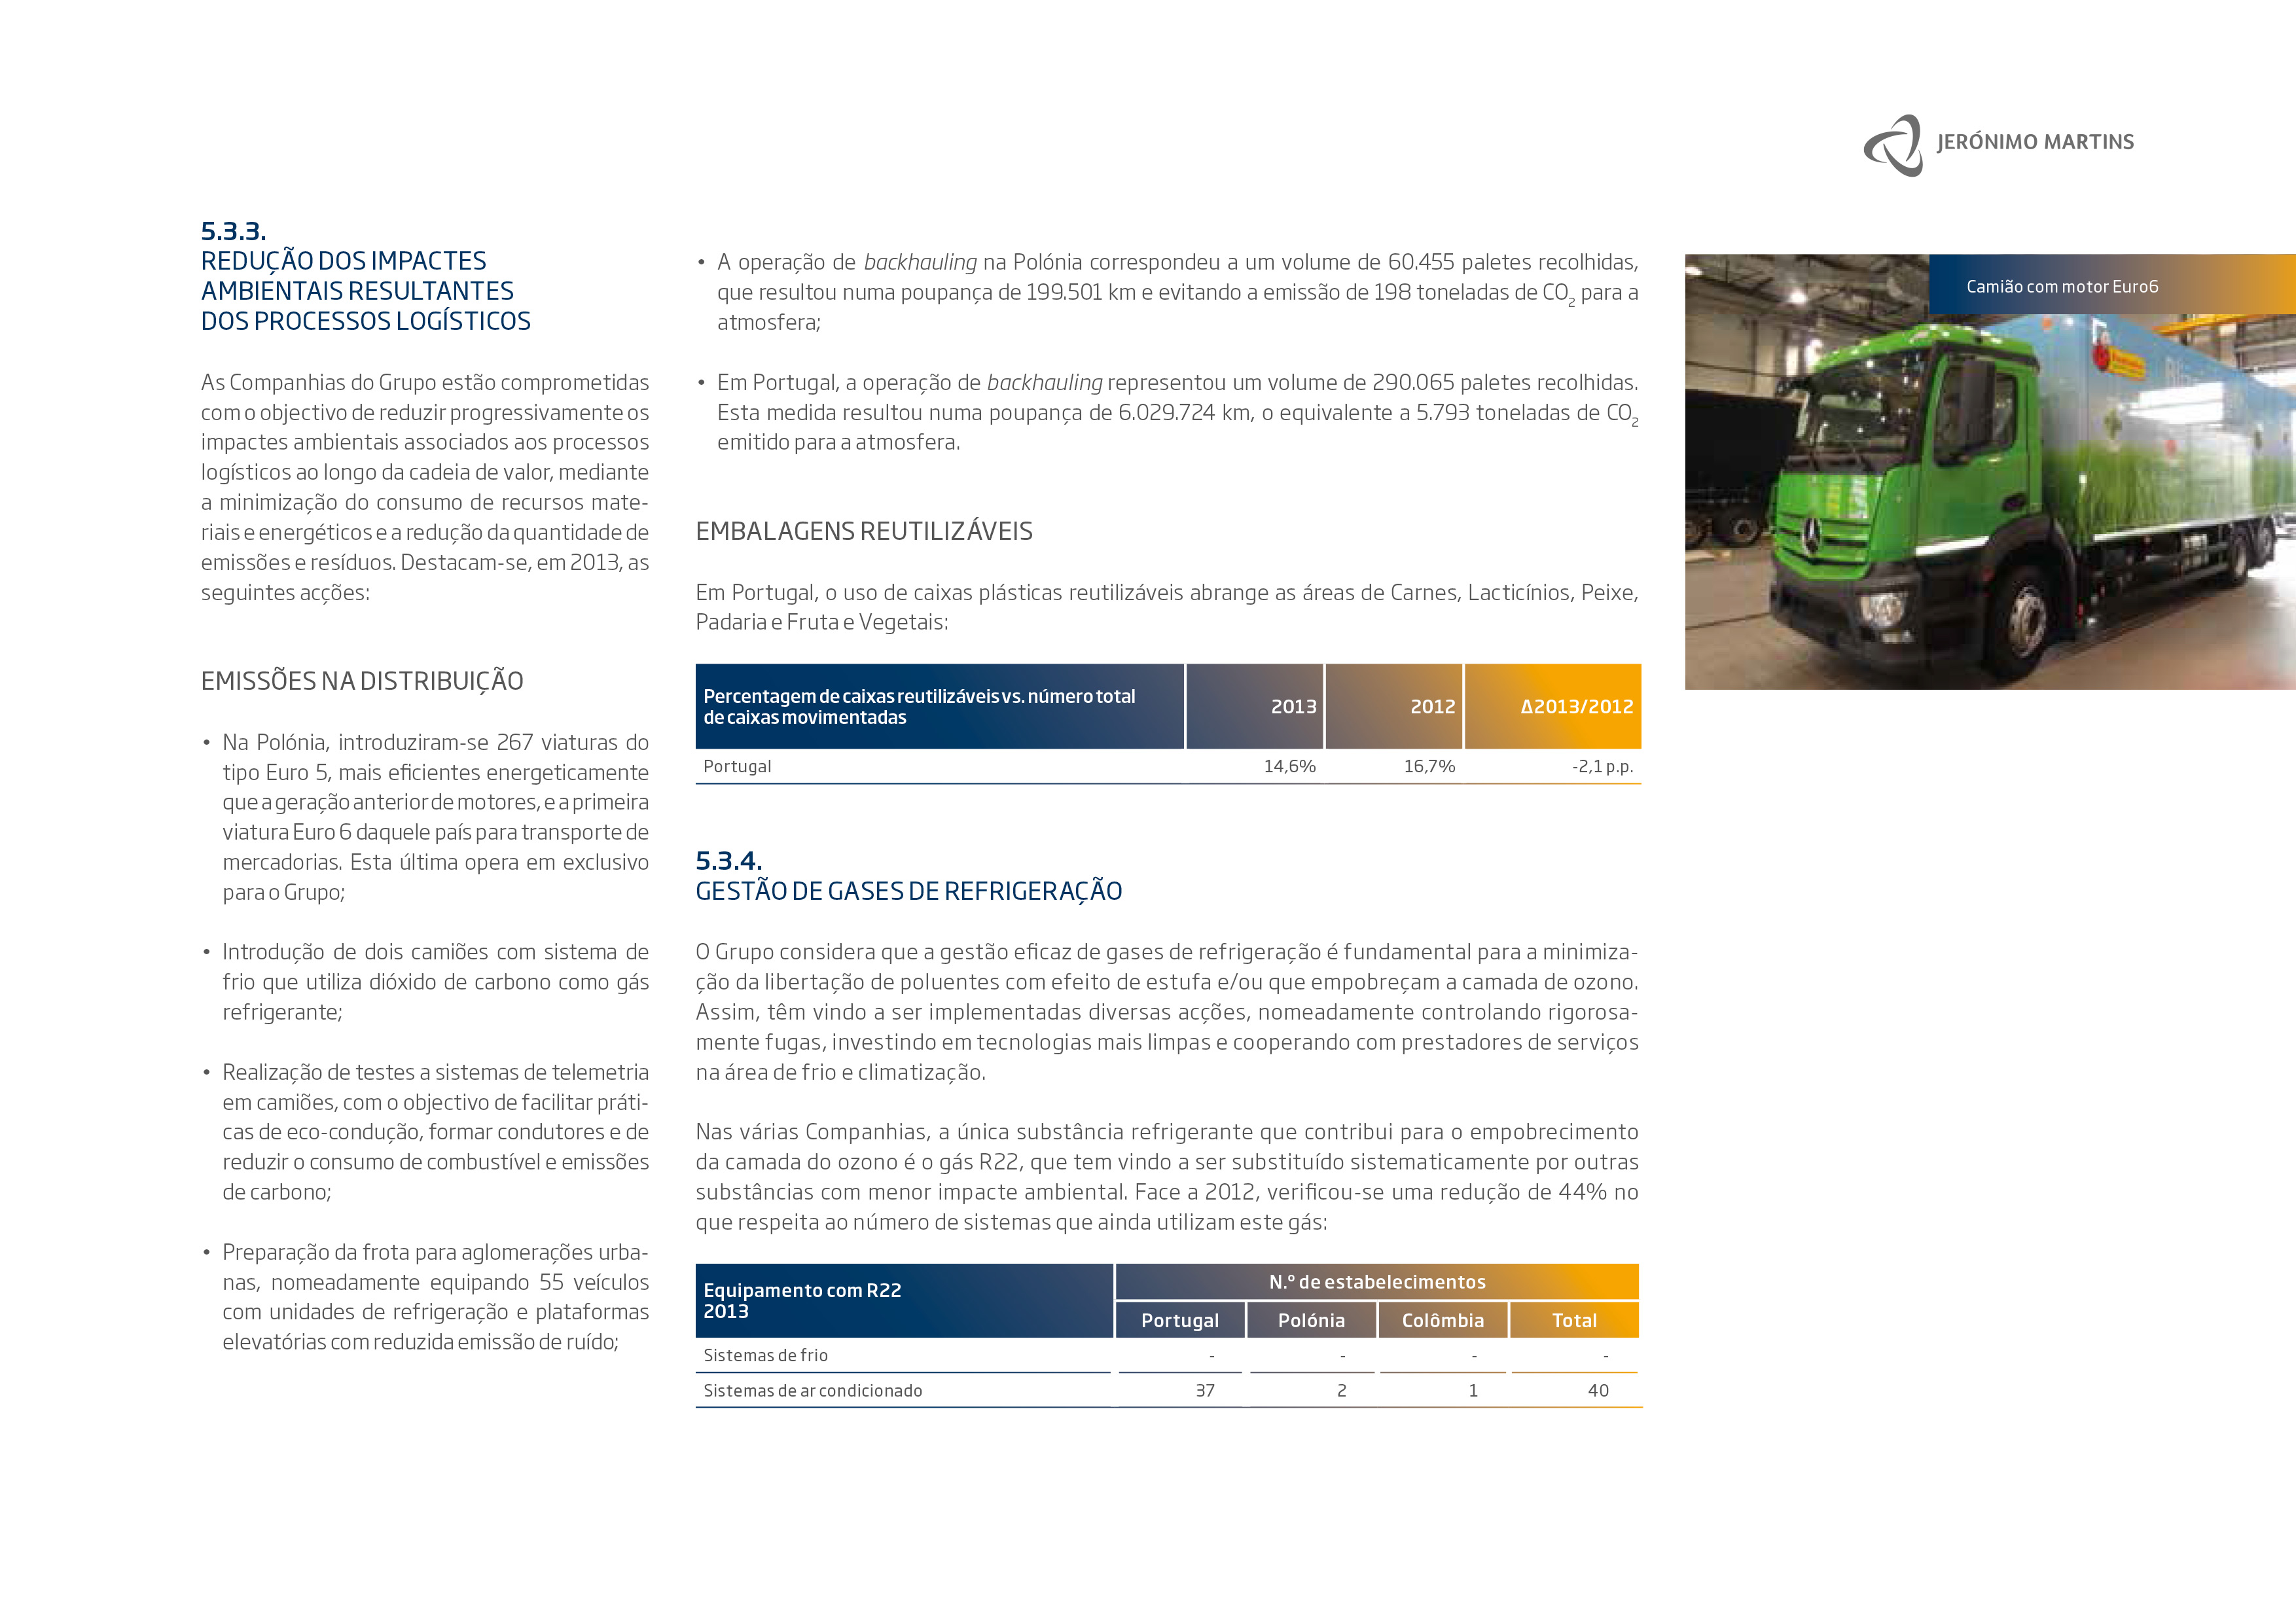 JERÓNIMO MARTINS
5.3.3.
REDUÇÃO DOS IMPACTES
AMBIENTAIS RESULTANTES
DOS PROCESSOS LOGÍSTICOS
As Companhias do Grupo estão comprometidas
com o objectivo de reduzir progressivamente os
impactes ambientais associados aos processos
logísticos ao longo da cadeia de valor, mediante
a minimização do consumo de recursos mate-
riais e energéticos e a redução da quantidade de
emissões e resíduos. Destacam-se, em 2013, as
seguintes acções:
EMISSÕES NA DISTRIBUIÇÃO
• Na Polónia, introduziram-se 267 viaturas do
tipo Euro 5, mais eficientes energeticamente
que a geração anterior de motores, e a primeira
viatura Euro 6 daquele país para transporte de
mercadorias. Esta última opera em exclusivo
para o Grupo;
• Introdução de dois camiões com sistema de
frio que utiliza dióxido de carbono como gás
refrigerante;
• Realização de testes a sistemas de telemetria
em camiões, com o objectivo de facilitar práti-
cas de eco-condução, formar condutores e de
reduzir o consumo de combustível e emissões
de carbono;
• Preparação da frota para aglomerações urba-
nas, nomeadamente equipando 55 veículos
com unidades de refrigeração e plataformas
elevatórias com reduzida emissão de ruído;
• A operação de backhauling na Polónia correspondeu a um volume de 60.455 paletes recolhidas,
que resultou numa poupança de 199.501 km e evitando a emissão de 198 toneladas de CO2 para a
atmosfera;
• Em Portugal, a operação de backhauling representou um volume de 290.065 paletes recolhidas.
Esta medida resultou numa poupança de 6.029.724 km, o equivalente a 5.793 toneladas de CO2
emitido para a atmosfera.
EMBALAGENS REUTILIZÁVEIS
Em Portugal, o uso de caixas plásticas reutilizáveis abrange as áreas de Carnes, Lacticínios, Peixe,
Padaria e Fruta e Vegetais:
Percentagem de caixas reutilizáveis vs. número total
de caixas movimentadas
2013 2012 Δ2013/2012
Portugal 14,6% 16,7% -2,1 p.p.
5.3.4.
GESTÃO DE GASES DE REFRIGERAÇÃO
O Grupo considera que a gestão eficaz de gases de refrigeração é fundamental para a minimiza-
ção da libertação de poluentes com efeito de estufa e/ou que empobreçam a camada de ozono.
Assim, têm vindo a ser implementadas diversas acções, nomeadamente controlando rigorosa-
mente fugas, investindo em tecnologias mais limpas e cooperando com prestadores de serviços
na área de frio e climatização.
Nas várias Companhias, a única substância refrigerante que contribui para o empobrecimento
da camada do ozono é o gás R22, que tem vindo a ser substituído sistematicamente por outras
substâncias com menor impacte ambiental. Face a 2012, verificou-se uma redução de 44% no
que respeita ao número de sistemas que ainda utilizam este gás:
Equipamento com R22
2013
N.º de estabelecimentos
Portugal Polónia Colômbia Total
Sistemas de frio - - - -
Sistemas de ar condicionado 37 2 1 40
Camião com motor Euro6